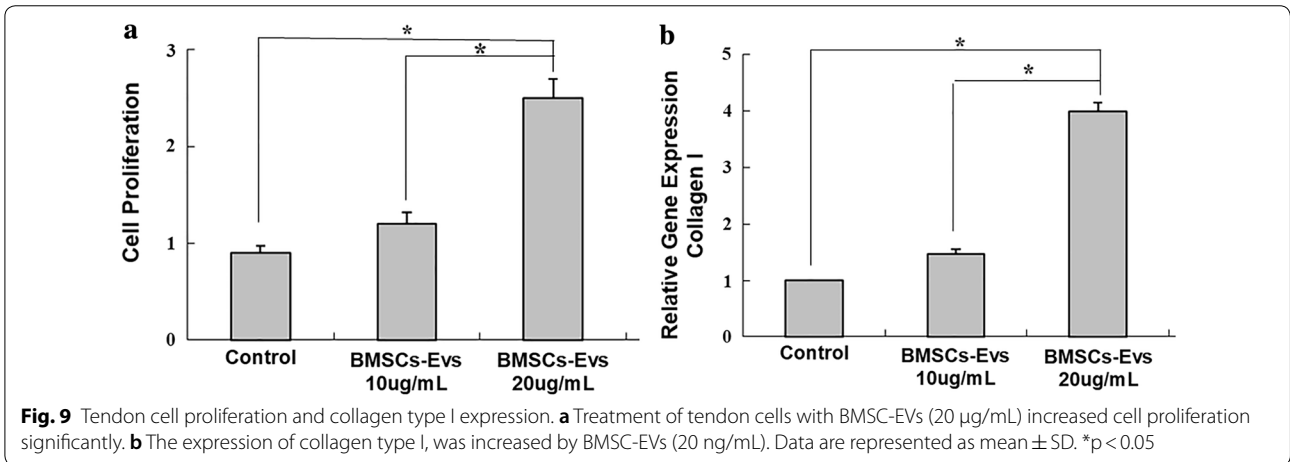 a
*
*
3
2
1
0
Cell Proliferation
Control
BMSCs-Evs
10ug/mL
BMSCs-Evs
20ug/mL
b
*
*
5
4
3
2
1
0
Relative Gene Expression
Collagen I
Control
BMSCs-Evs
10ug/mL
BMSCs-Evs
20ug/mL
Fig. 9 Tendon cell proliferation and collagen type I expression. a Treatment of tendon cells with BMSC-EVs (20 μg/mL) increased cell proliferation
significantly. b The expression of collagen type I, was increased by BMSC-EVs (20 ng/mL). Data are represented as mean ± SD. *p < 0.05